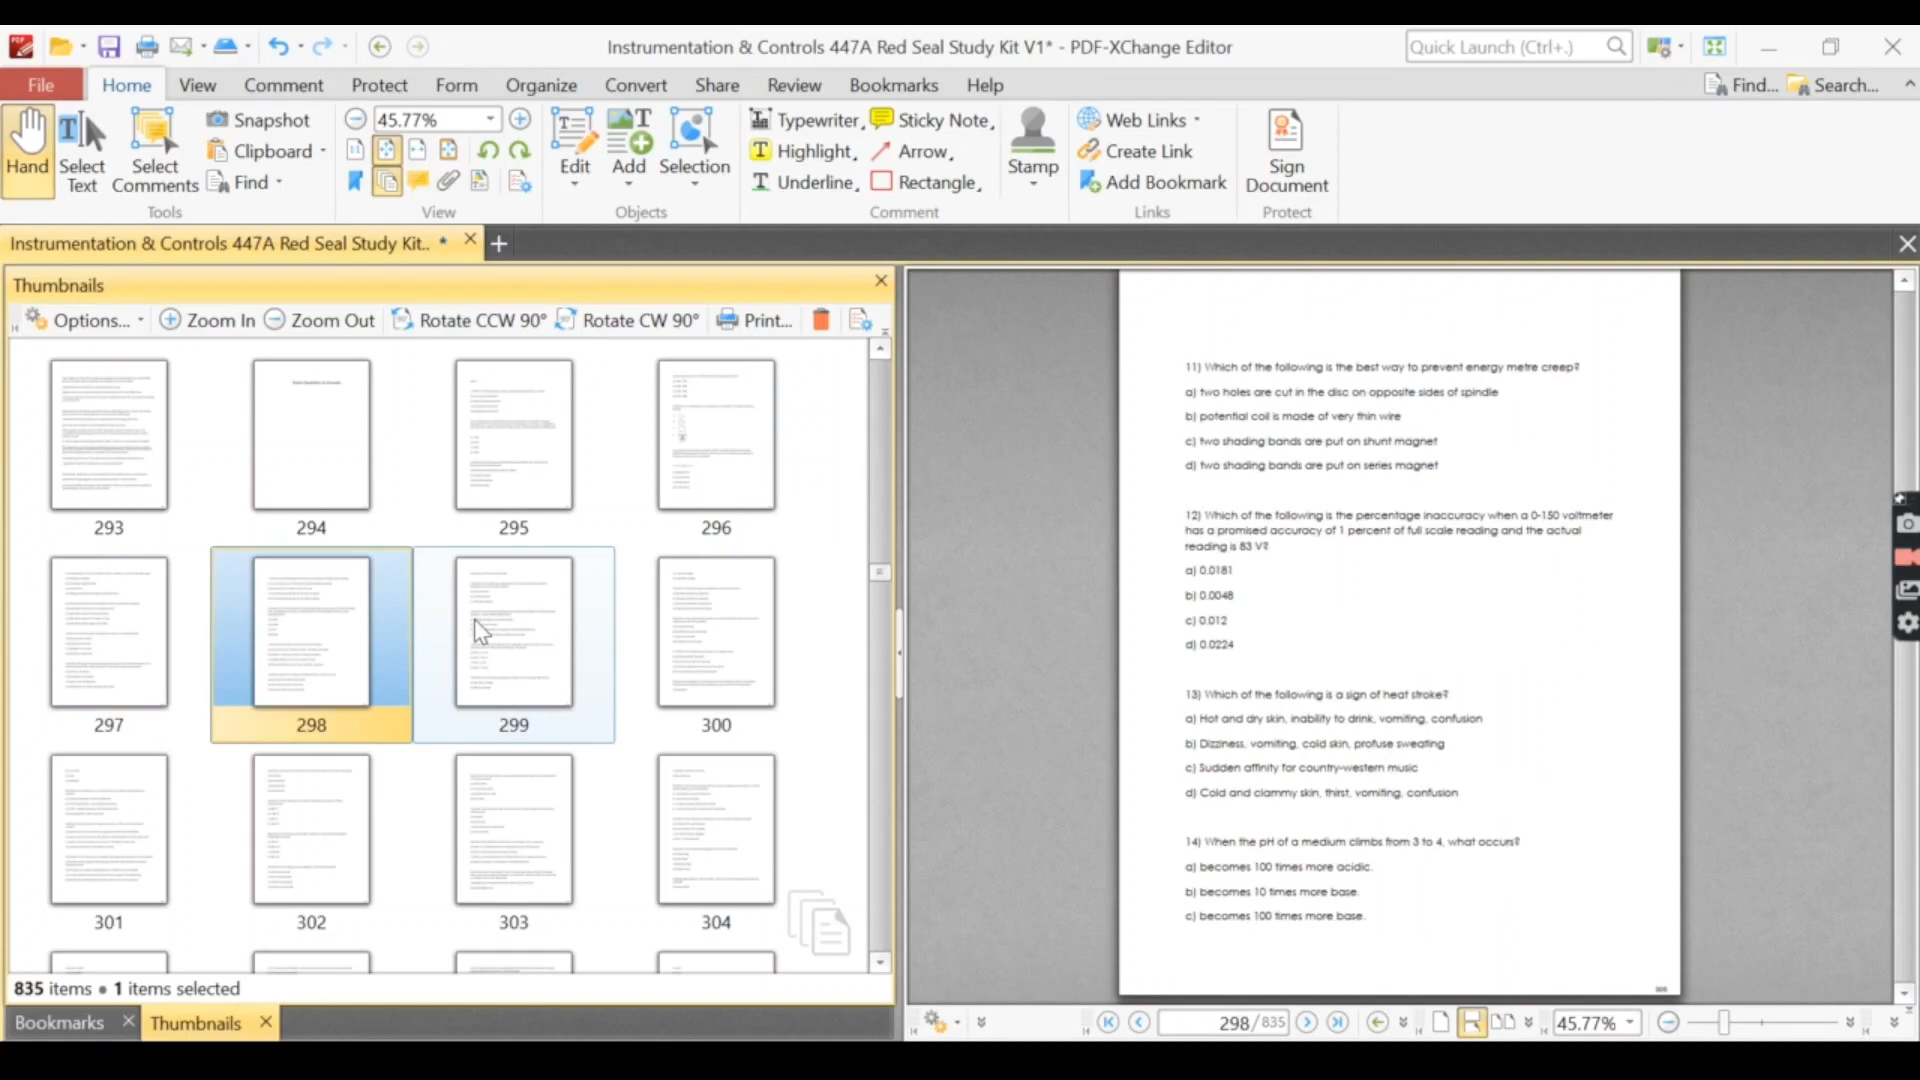 Instrumentation & Controls 447A Red Seal Study Kit V1* - PDF-XChange Editor
Quick Launch (Ctrl+.)
File Home View Comment Protect Form Organize Convert Share Review Bookmarks Help Find... Search...
Hand
Select Text
Select Comments
Snapshot
Clipboard
Find
Tools
45.77%
View
Edit
Add
Selection
Objects
Typewriter
Sticky Note
Highlight
Arrow
Underline
Rectangle
Stamp
Comment
Web Links
Create Link
Add Bookmark
Links
Sign Document
Protect
Instrumentation & Controls 447A Red Seal Study Kit.. *
Thumbnails
Options... Zoom In Zoom Out Rotate CCW 90° Rotate CW 90° Print...
293 294 295 296
297 298 299 300
301 302 303 304
835 items • 1 items selected
Bookmarks Thumbnails
11) Which of the following is the best way to prevent energy metre creep?
a) two holes are cut in the disc on opposite sides of spindle
b) potential coil is made of very thin wire
c) two shading bands are put on shunt magnet
d) two shading bands are put on series magnet
12) Which of the following is the percentage inaccuracy when a 0-150 voltmeter
has a promised accuracy of 1 percent of full scale reading and the actual
reading is 83 V?
a) 0.0181
b) 0.0048
c) 0.012
d) 0.0224
13) Which of the following is a sign of heat stroke?
a) Hot and dry skin, inability to drink, vomiting, confusion
b) Dizziness, vomiting, cold skin, profuse sweating
c) Sudden affinity for country-western music
d) Cold and clammy skin, thirst, vomiting, confusion
14) When the pH of a medium climbs from 3 to 4, what occurs?
a) becomes 100 times more acidic.
b) becomes 10 times more base.
c) becomes 100 times more base.
298/835
45.77%